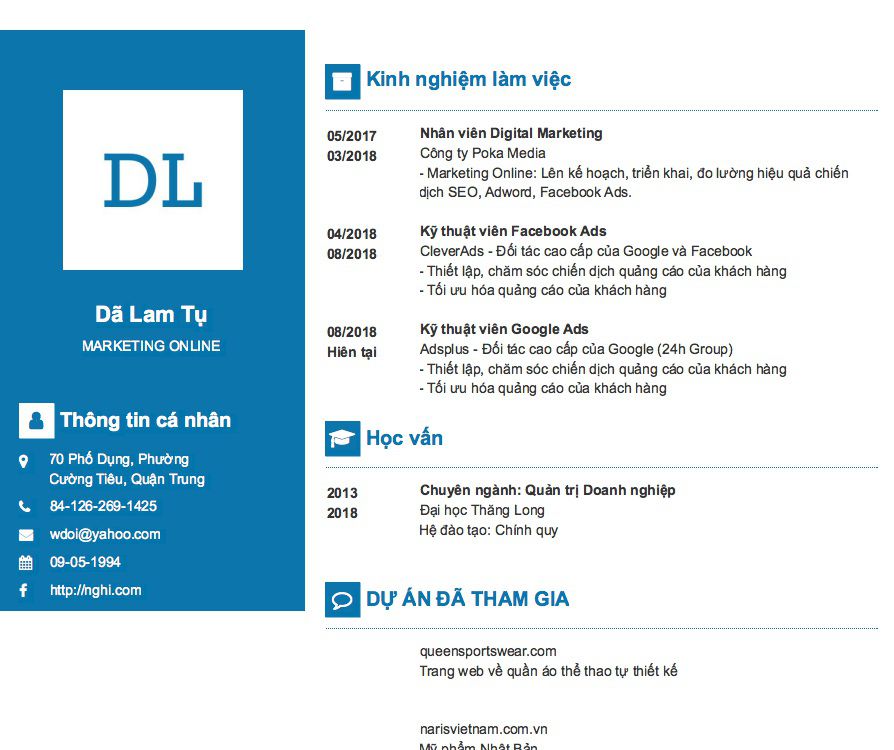 DL
Dã Lam Tụ
MARKETING ONLINE
Thông tin cá nhân
70 Phố Dụng, Phường
Cường Tiêu, Quận Trung
84-126-269-1425
wdoi@yahoo.com
09-05-1994
http://nghi.com
Kinh nghiệm làm việc
05/2017
03/2018
Nhân viên Digital Marketing
Công ty Poka Media
- Marketing Online: Lên kế hoạch, triển khai, đo lường hiệu quả chiến
dịch SEO, Adword, Facebook Ads.
04/2018
08/2018
Kỹ thuật viên Facebook Ads
CleverAds - Đối tác cao cấp của Google và Facebook
- Thiết lập, chăm sóc chiến dịch quảng cáo của khách hàng
- Tối ưu hóa quảng cáo của khách hàng
08/2018
Hiên tại
Kỹ thuật viên Google Ads
Adsplus - Đối tác cao cấp của Google (24h Group)
- Thiết lập, chăm sóc chiến dịch quảng cáo của khách hàng
- Tối ưu hóa quảng cáo của khách hàng
Học vấn
2013
2018
Chuyên ngành: Quản trị Doanh nghiệp
Đại học Thăng Long
Hệ đào tạo: Chính quy
DỰ ÁN ĐÃ THAM GIA
queensportswear.com
Trang web về quần áo thể thao tự thiết kế
narisvietnam.com.vn
Mỹ phẩm Nhật Bản